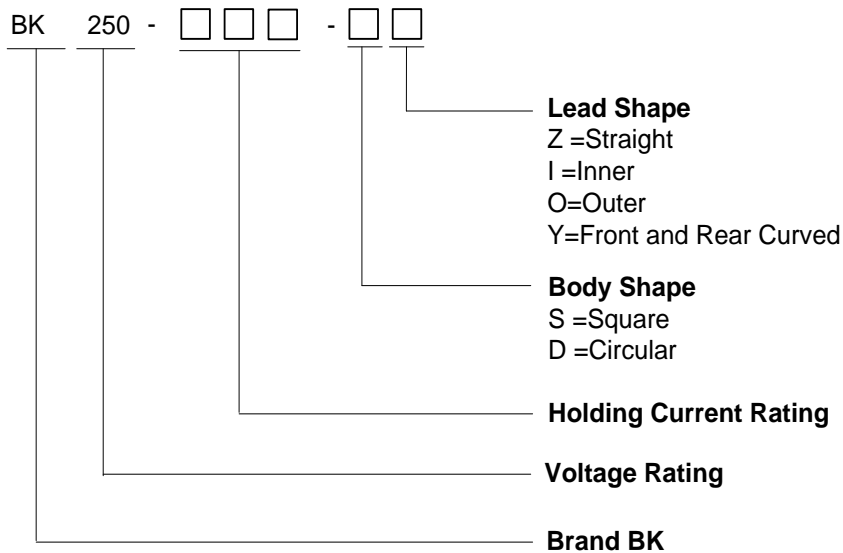 BK 250 - □ □ □ - □ □
Lead Shape
Z =Straight
I =Inner
O=Outer
Y=Front and Rear Curved
Body Shape
S =Square
D =Circular
Holding Current Rating
Voltage Rating
Brand BK